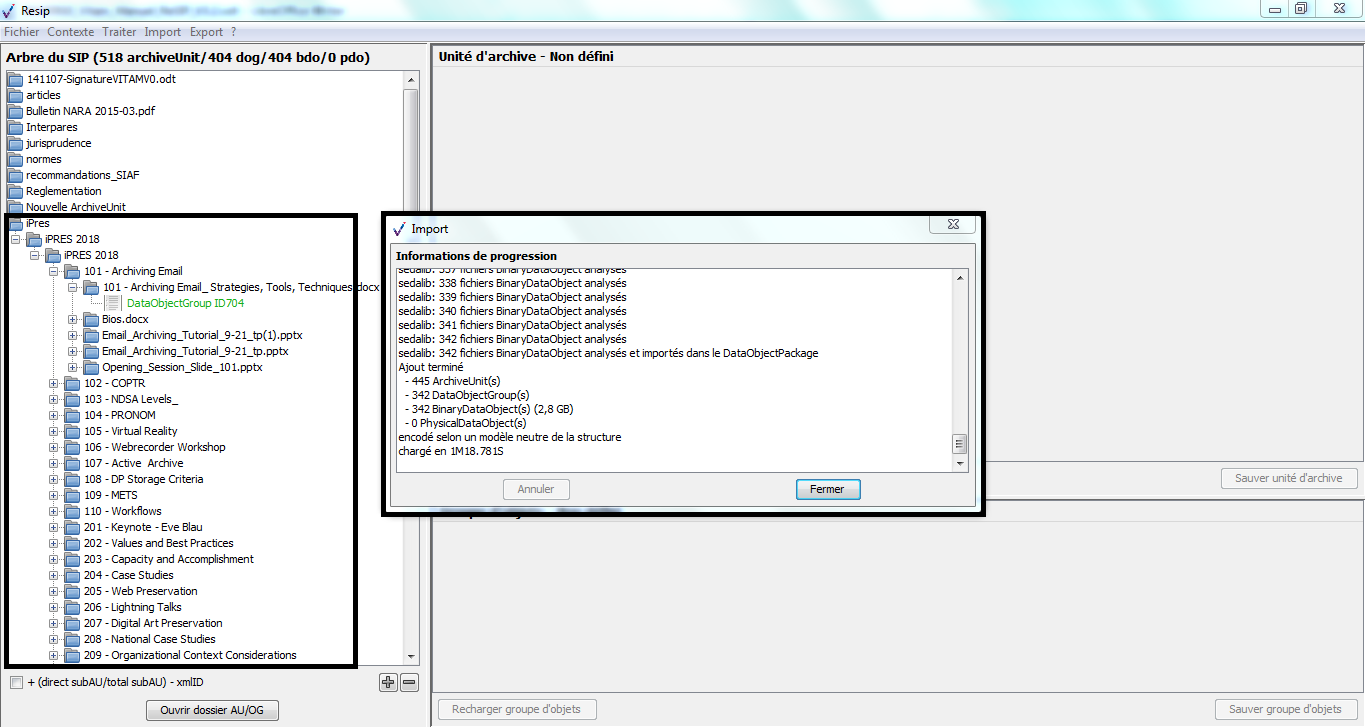 Resip
Fichier Contexte Traiter Import Export ?
Arbre du SIP (518 archiveUnit/404 dog/404 bdo/0 pdo)
141107-SignatureVITAMV0.odt
articles
Bulletin NARA 2015-03.pdf
Interpares
jurisprudence
normes
recommandations_SIAF
Reglementation
Nouvelle ArchiveUnit
iPres
iPRES 2018
iPRES 2018
101 - Archiving Email
101 - Archiving Email_ Strategies, Tools, Techniques.docx
DataObjectGroup ID704
Bios.docx
Email_Archiving_Tutorial_9-21_tp(1).pptx
Email_Archiving_Tutorial_9-21_tp.pptx
Opening_Session_Slide_101.pptx
102 - COPTR
103 - NDSA Levels_
104 - PRONOM
105 - Virtual Reality
106 - Webrecorder Workshop
107 - Active  Archive
108 - DP Storage Criteria
109 - METS
110 - Workflows
201 - Keynote - Eve Blau
202 - Values and Best Practices
203 - Capacity and Accomplishment
204 - Case Studies
205 - Web Preservation
206 - Lightning Talks
207 - Digital Art Preservation
208 - National Case Studies
209 - Organizational Context Considerations
+ (direct subAU/total subAU) - xmlID
Ouvrir dossier AU/OG
Unité d'archive - Non défini
Import
Informations de progression
sedalib: 337 fichiers BinaryDataObject analysés
sedalib: 338 fichiers BinaryDataObject analysés
sedalib: 339 fichiers BinaryDataObject analysés
sedalib: 340 fichiers BinaryDataObject analysés
sedalib: 341 fichiers BinaryDataObject analysés
sedalib: 342 fichiers BinaryDataObject analysés
sedalib: 342 fichiers BinaryDataObject analysés et importés dans le DataObjectPackage
Ajout terminé
- 445 ArchiveUnit(s)
- 342 DataObjectGroup(s)
- 342 BinaryDataObject(s) (2,8 GB)
- 0 PhysicalDataObject(s)
encodé selon un modèle neutre de la structure
chargé en 1M18.781S
Annuler
Fermer
Sauver unité d'archive
Recharger groupe d'objets
Sauver groupe d'objets